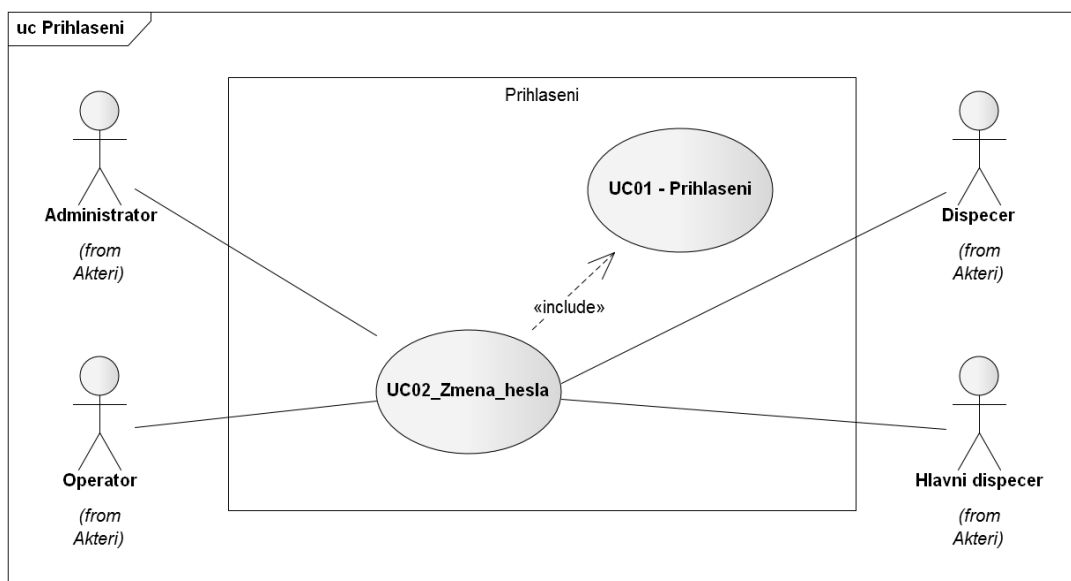 uc Prihlaseni
Prihlaseni
UC01 - Prihlaseni
Administrator
(from
Akteri)
Dispecer
(from
Akteri)
«include»
UC02_Zmena_hesla
Operator
(from
Akteri)
Hlavni dispecer
(from
Akteri)